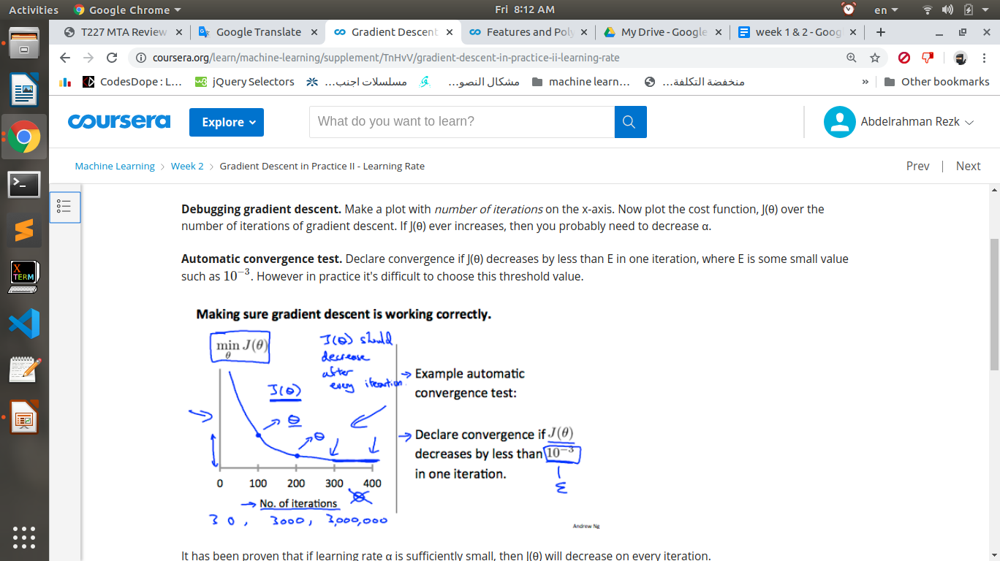 Activities Google Chrome Fri 8:12 AM en
T227 MTA Review Google Translate Gradient Descent Features and Poly My Drive - Google week 1 & 2 - Goog
coursera.org/learn/machine-learning/supplement/TnHvV/gradient-descent-in-practice-ii-learning-rate
CodesDope : L... jQuery Selectors مسلسلات اجنب... مشكال النصو... machine learn... منخفضة التكلفة... » Other bookmarks
coursera Explore What do you want to learn? Abdelrahman Rezk
Machine Learning > Week 2 > Gradient Descent in Practice II - Learning Rate Prev | Next
Debugging gradient descent. Make a plot with number of iterations on the x-axis. Now plot the cost function, J(θ) over the
number of iterations of gradient descent. If J(θ) ever increases, then you probably need to decrease α.
Automatic convergence test. Declare convergence if J(θ) decreases by less than E in one iteration, where E is some small value
such as 10⁻³. However in practice it's difficult to choose this threshold value.
Making sure gradient descent is working correctly.
min J(θ)
θ
J(θ) should
decrease
after
every iteration.
J(θ)
θ
θ
0 100 200 300 400
→ No. of iterations
30, 3000, 3,000,000
→ Example automatic
convergence test:
→ Declare convergence if J(θ)
decreases by less than 10⁻³
in one iteration.
ε
Andrew Ng
It has been proven that if learning rate α is sufficiently small, then J(θ) will decrease on every iteration.
X
TERM